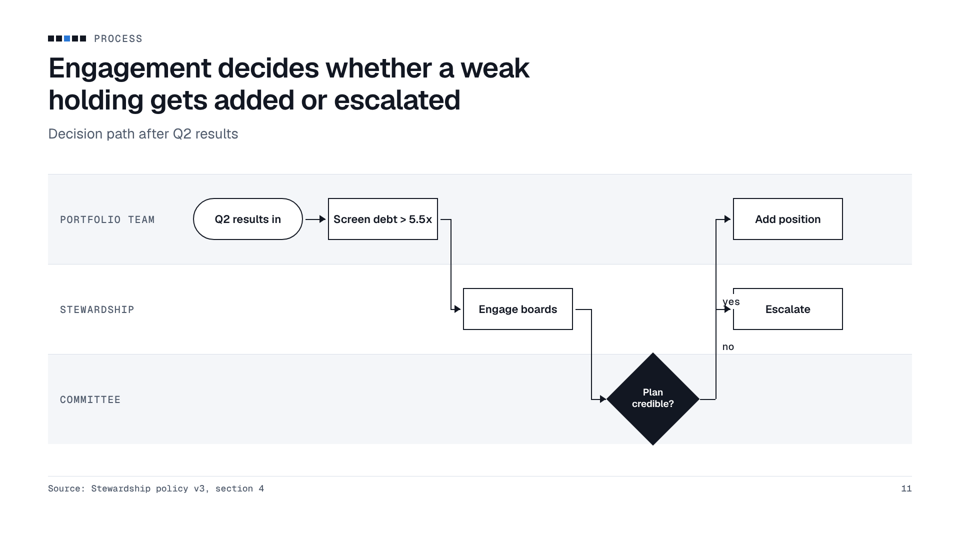 PROCESS
Engagement decides whether a weak
holding gets added or escalated
Decision path after Q2 results
PORTFOLIO TEAM
Q2 results in
Screen debt > 5.5x
Add position
STEWARDSHIP
Engage boards
yes
Escalate
no
COMMITTEE
Plan
credible?
Source: Stewardship policy v3, section 4
11